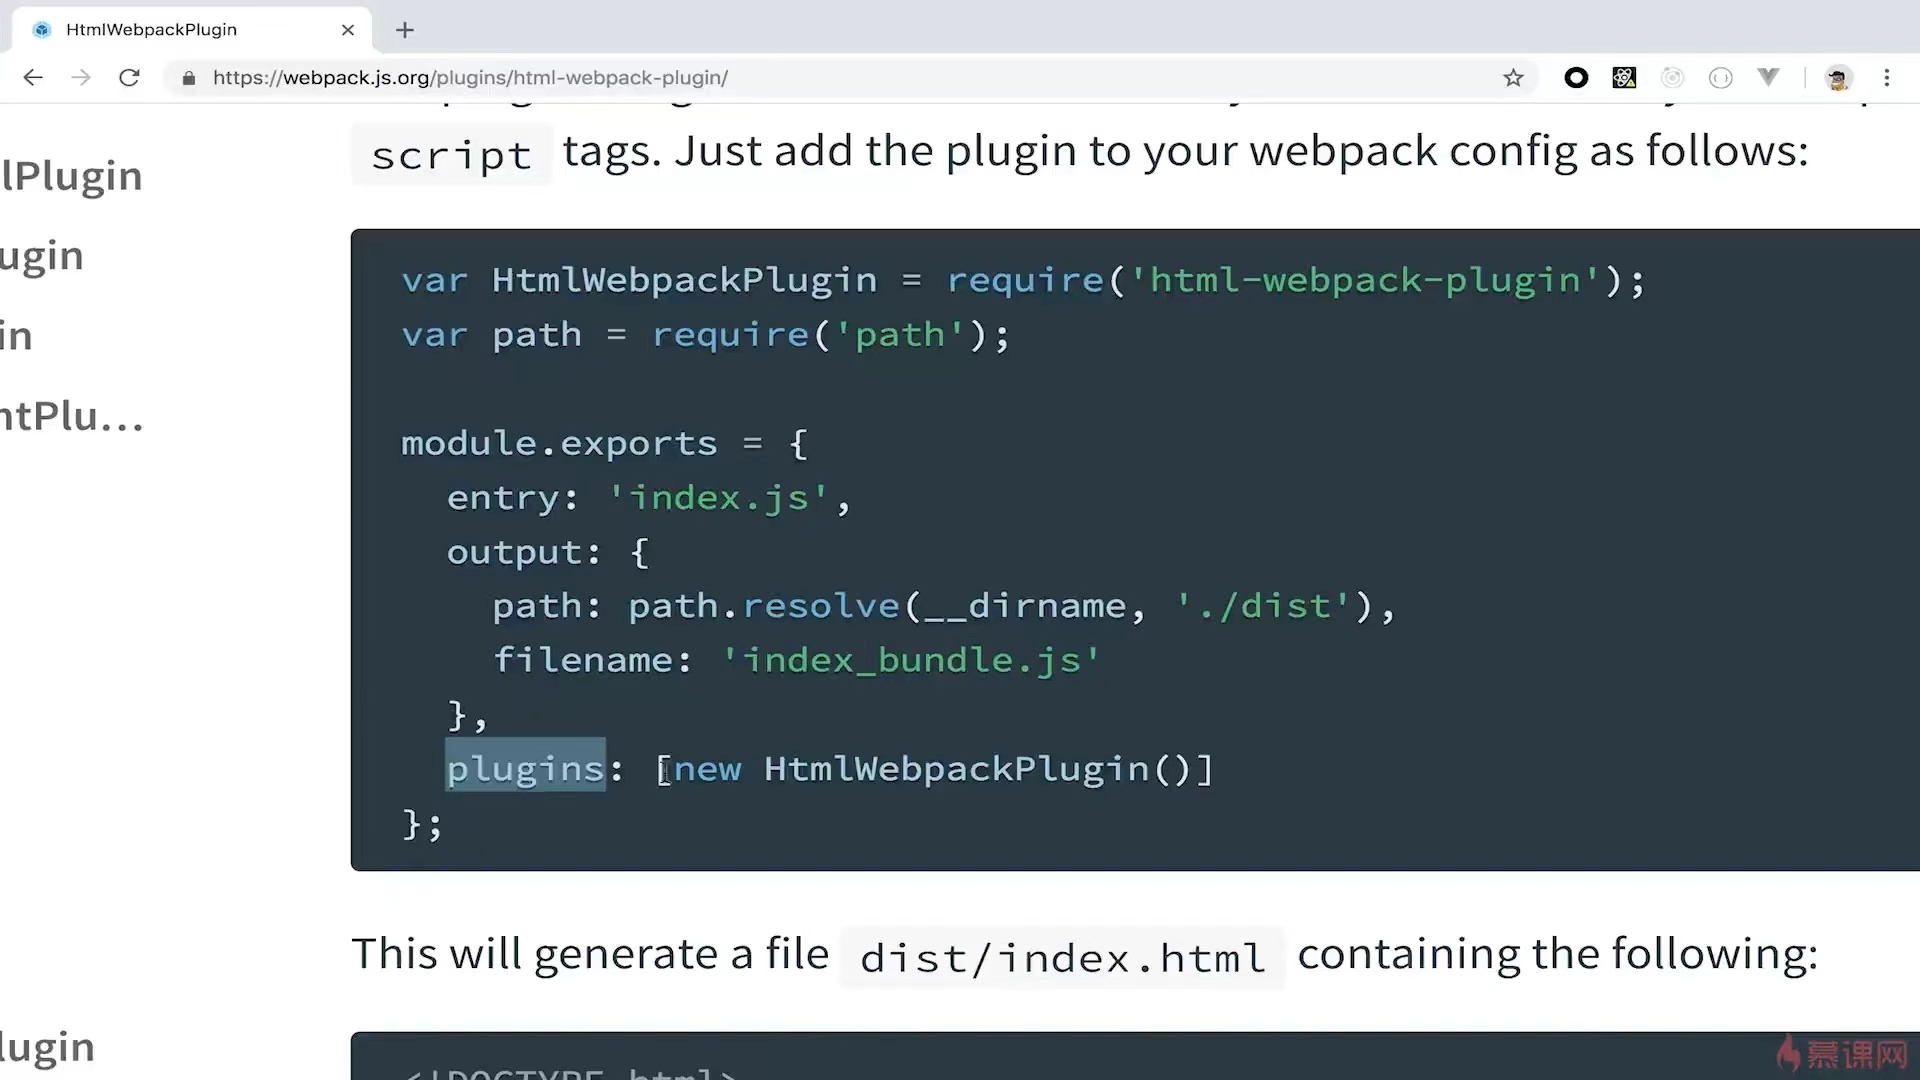 HtmlWebpackPlugin
https://webpack.js.org/plugins/html-webpack-plugin/
script tags. Just add the plugin to your webpack config as follows:
lPlugin
ugin
in
ntPlu...
var HtmlWebpackPlugin = require('html-webpack-plugin');
var path = require('path');
module.exports = {
entry: 'index.js',
output: {
path: path.resolve(__dirname, './dist'),
filename: 'index_bundle.js'
},
plugins: [new HtmlWebpackPlugin()]
};
This will generate a file dist/index.html containing the following:
lugin
<!DOCTYPE html>
慕课网